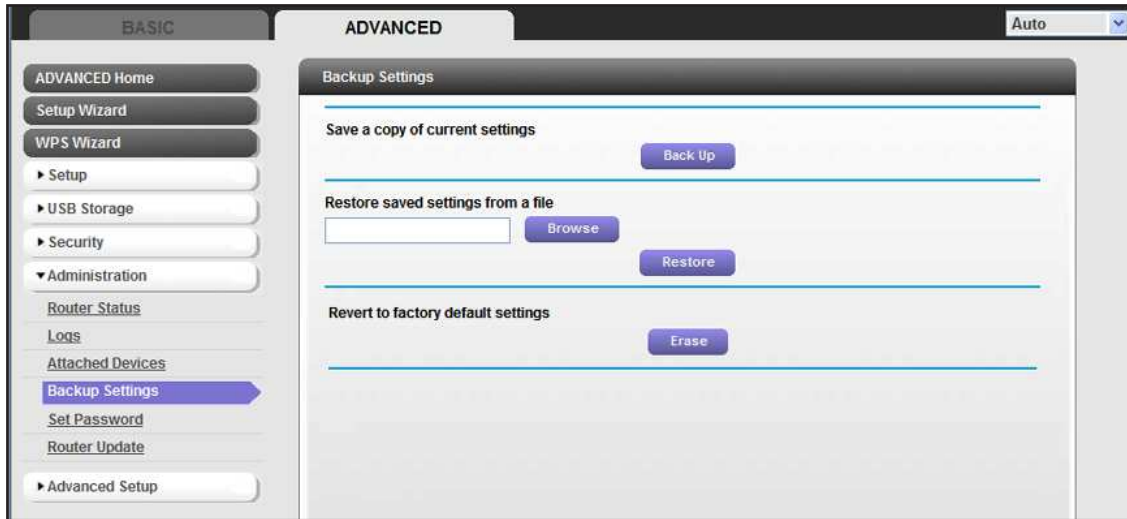 BASIC
ADVANCED
Auto
ADVANCED Home
Setup Wizard
WPS Wizard
Setup
USB Storage
Security
Administration
Router Status
Logs
Attached Devices
Backup Settings
Set Password
Router Update
Advanced Setup
Backup Settings
Save a copy of current settings
Back Up
Restore saved settings from a file
Browse
Restore
Revert to factory default settings
Erase